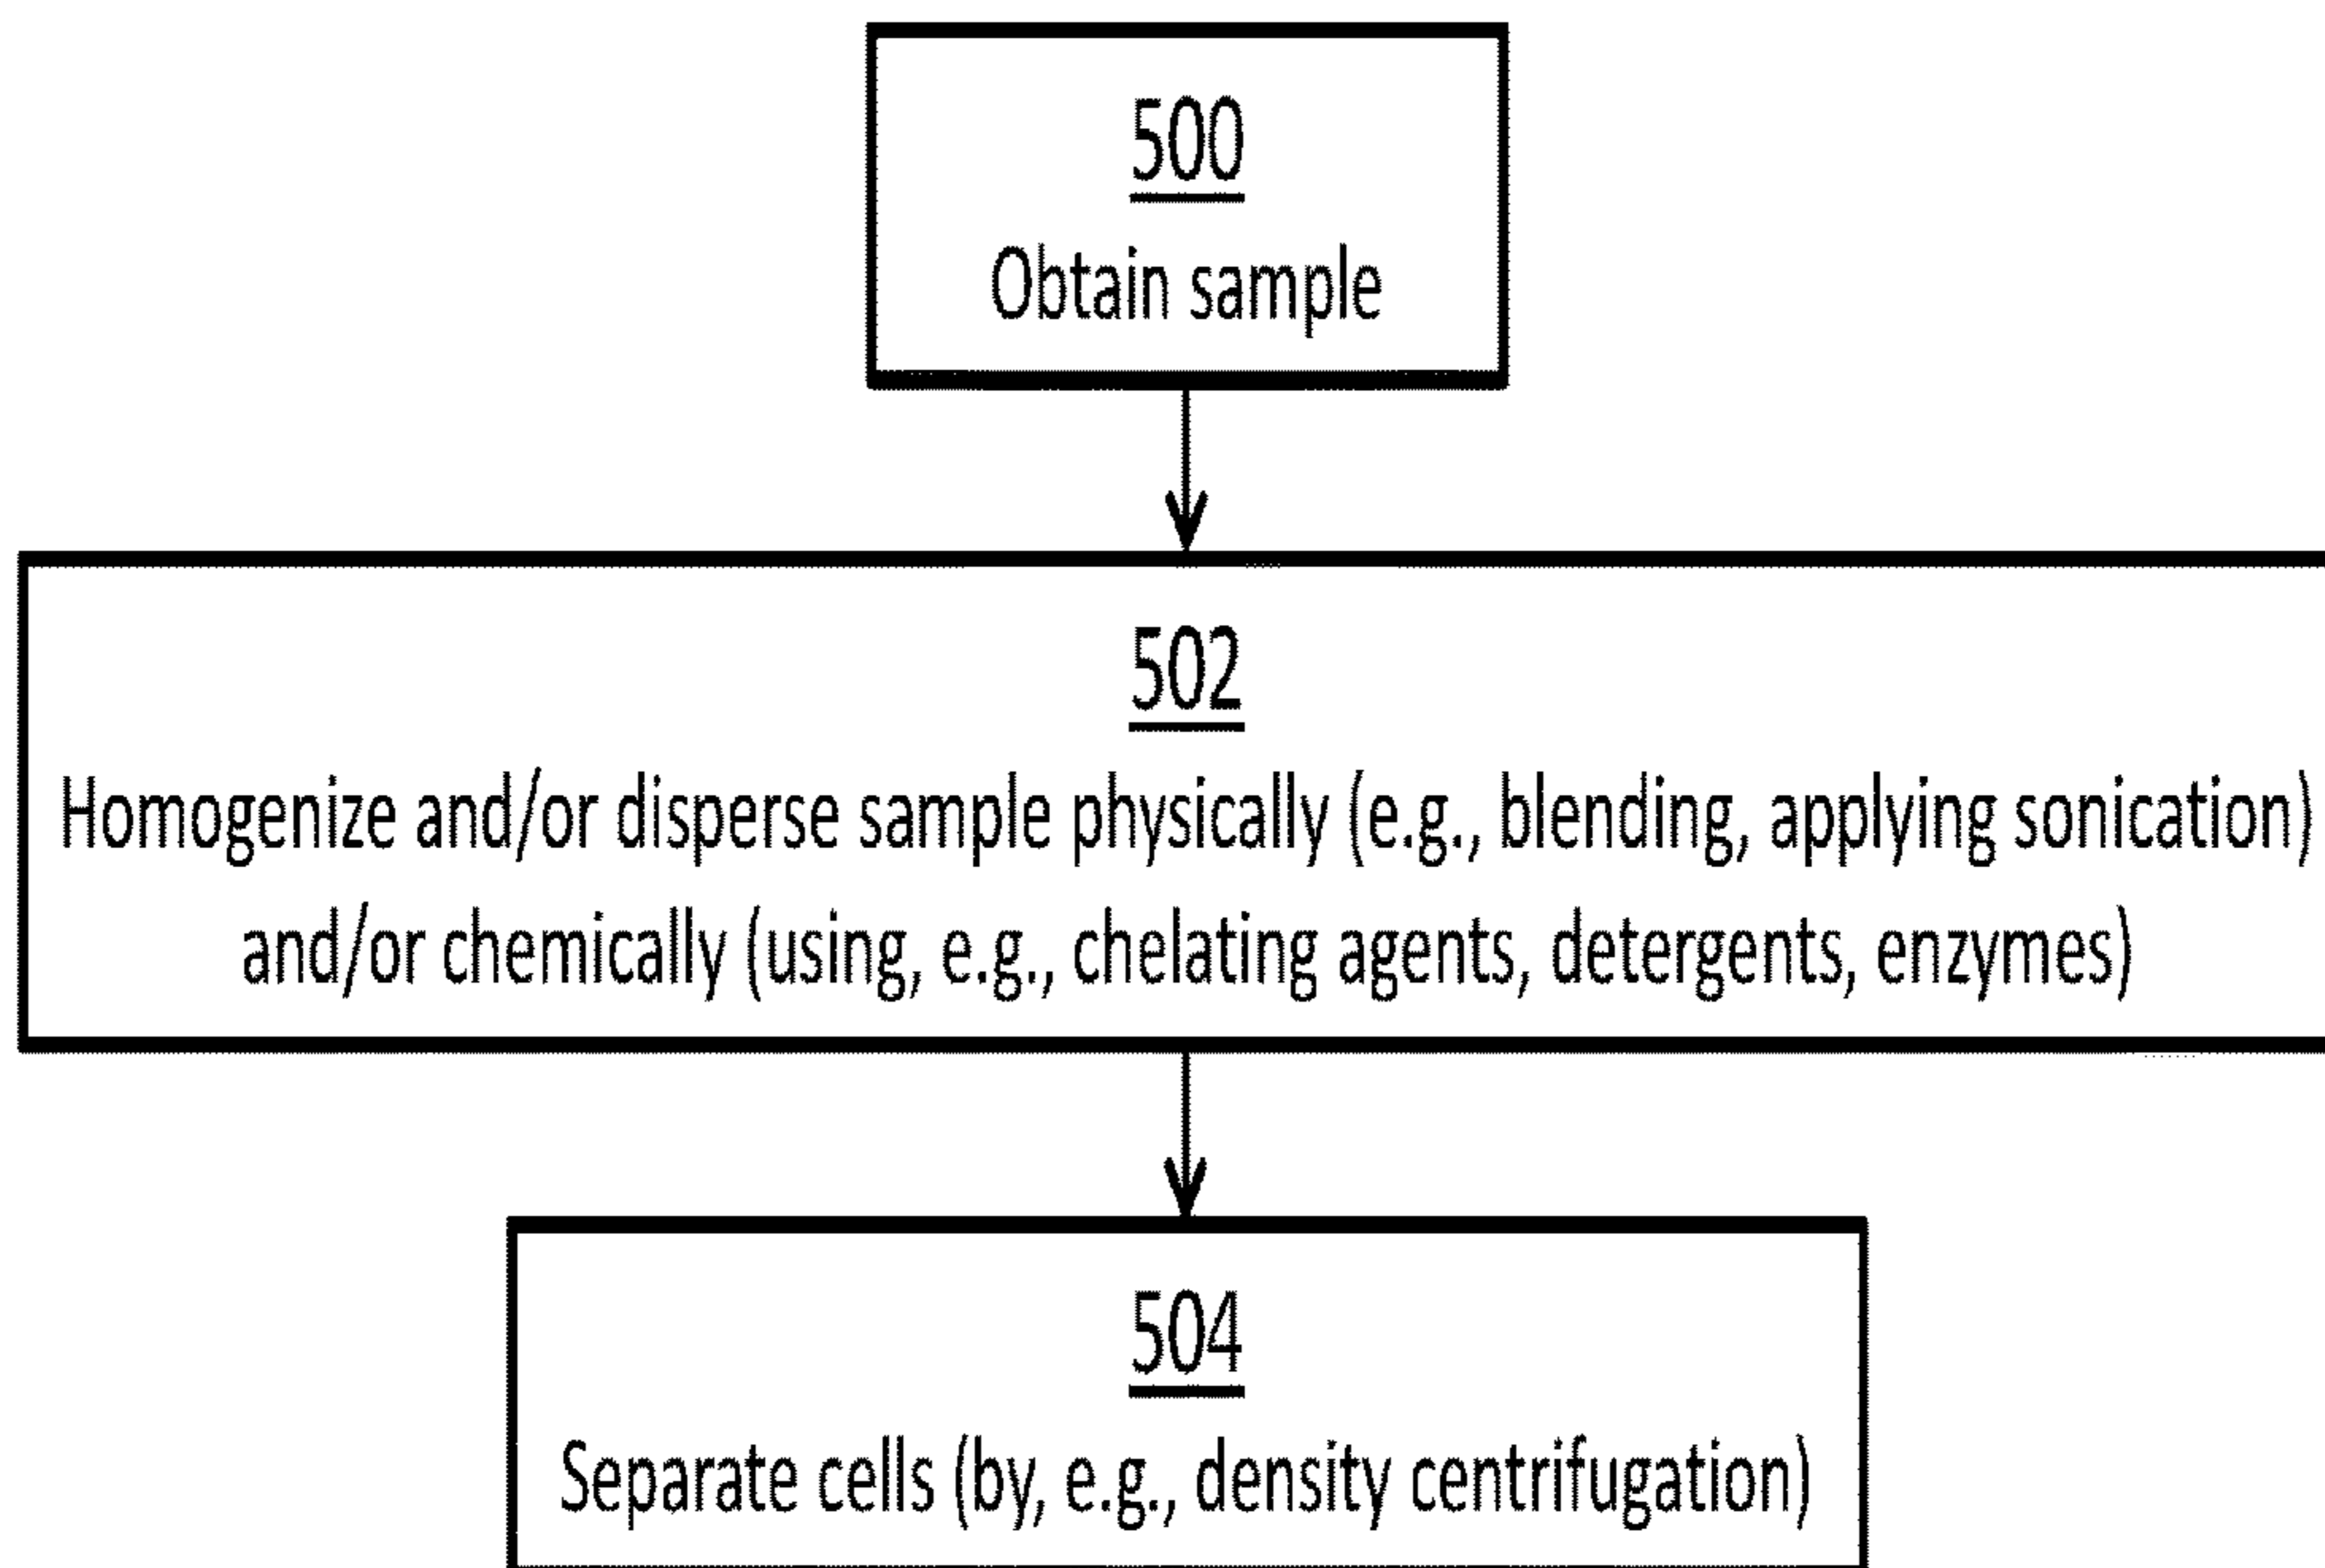 500
Obtain sample
502
Homogenize and/or disperse sample physically (e.g., blending, applying sonication)
and/or chemically (using, e.g., chelating agents, detergents, enzymes)
504
Separate cells (by, e.g., density centrifugation)